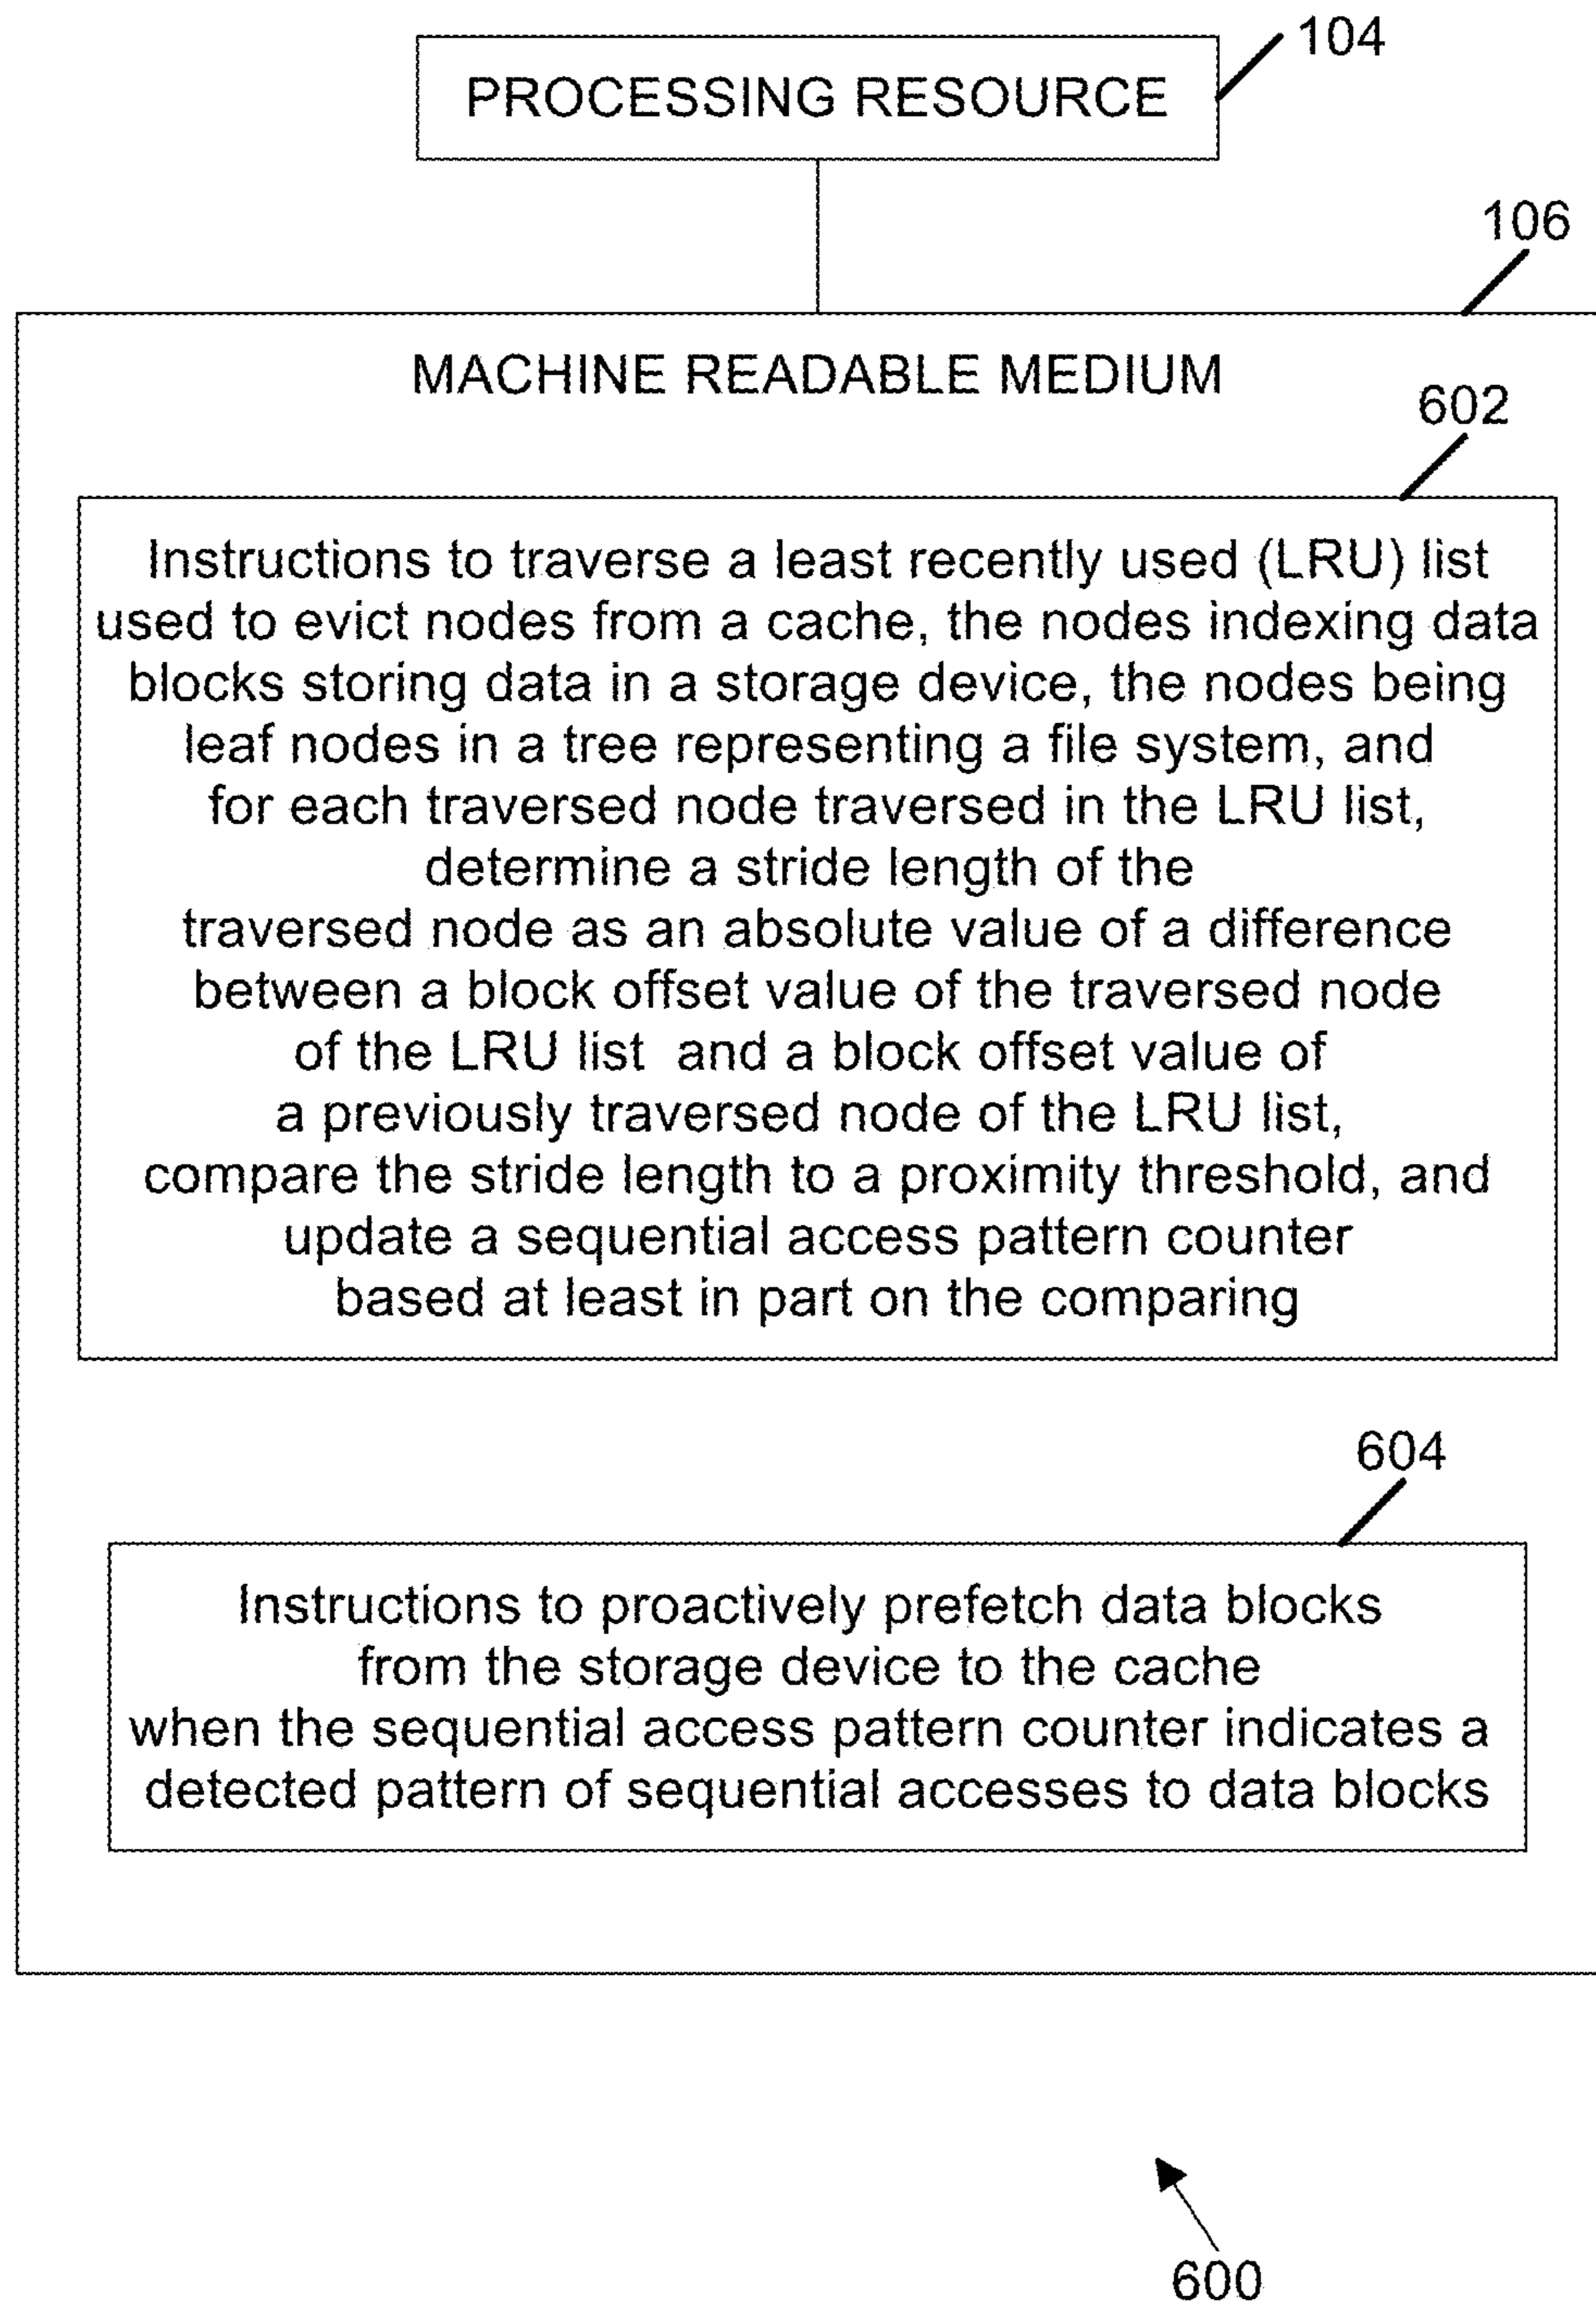 104
PROCESSING RESOURCE
106
MACHINE READABLE MEDIUM
602
Instructions to traverse a least recently used (LRU) list
used to evict nodes from a cache, the nodes indexing data
blocks storing data in a storage device, the nodes being
leaf nodes in a tree representing a file system, and
for each traversed node traversed in the LRU list,
determine a stride length of the
traversed node as an absolute value of a difference
between a block offset value of the traversed node
of the LRU list and a block offset value of
a previously traversed node of the LRU list,
compare the stride length to a proximity threshold, and
update a sequential access pattern counter
based at least in part on the comparing
604
Instructions to proactively prefetch data blocks
from the storage device to the cache
when the sequential access pattern counter indicates a
detected pattern of sequential accesses to data blocks
600